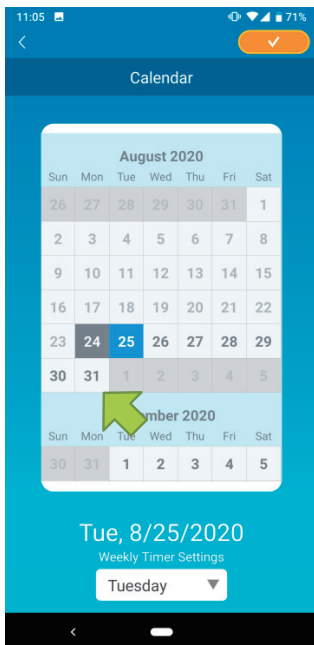 11:05 71%
Calendar
August 2020
Sun Mon Tue Wed Thu Fri Sat
26 27 28 29 30 31 1
2 3 4 5 6 7 8
9 10 11 12 13 14 15
16 17 18 19 20 21 22
23 24 25 26 27 28 29
30 31 1 2 3 4 5
mber 2020
Sun Mon Tue Wed Thu Fri Sat
30 31 1 2 3 4 5
Tue, 8/25/2020
Weekly Timer Settings
Tuesday